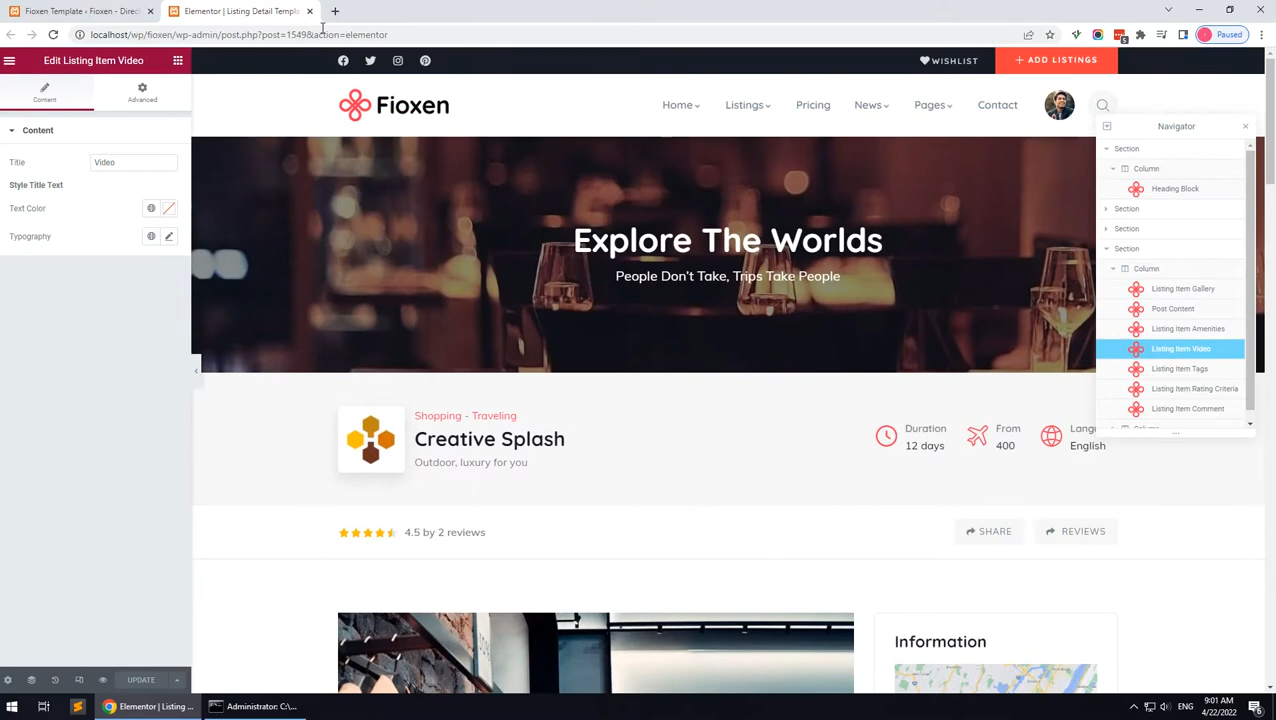 Fioxen Template ‹ Fioxen - Direct
Elementor | Listing Detail Templa
localhost/wp/fioxen/wp-admin/post.php?post=1549&action=elementor
5
Paused
Edit Listing Item Video
Content
Advanced
Content
Title
Video
Style Title Text
Text Color
Typography
UPDATE
WISHLIST
ADD LISTINGS
Fioxen
Home
Listings
Pricing
News
Pages
Contact
Explore The Worlds
People Don't Take, Trips Take People
Navigator
Section
Column
Heading Block
Section
Section
Section
Column
Listing Item Gallery
Post Content
Listing Item Amenities
Listing Item Video
Listing Item Tags
Listing Item Rating Criteria
Listing Item Comment
Column
Shopping - Traveling
Creative Splash
Outdoor, luxury for you
Duration
12 days
From
400
Langu
English
4.5 by 2 reviews
SHARE
REVIEWS
Information
Elementor | Listing ...
Administrator: C:\...
ENG
9:01 AM
4/22/2022
6